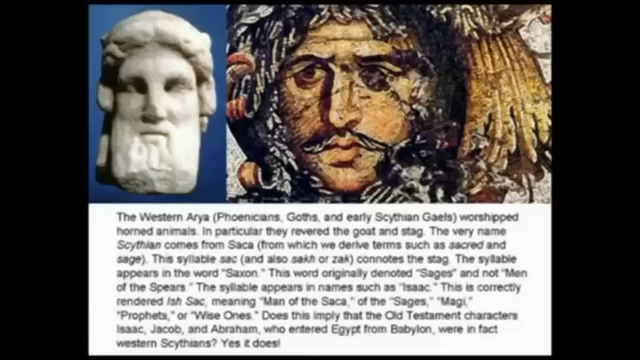 The Western Arya (Phoenicians, Goths, and early Scythian Gaels) worshipped
horned animals. In particular they revered the goat and stag. The very name
Scythian comes from Saca (from which we derive terms such as sacred and
sage). This syllable sac (and also sakh or zak) connotes the stag. The syllable
appears in the word "Saxon." This word originally denoted "Sages" and not "Men
of the Spears." The syllable appears in names such as "Isaac." This is correctly
rendered Ish Sac, meaning "Man of the Saca," of the "Sages," "Magi,"
"Prophets," or "Wise Ones." Does this imply that the Old Testament characters
Isaac, Jacob, and Abraham, who entered Egypt from Babylon, were in fact
western Scythians? Yes it does!